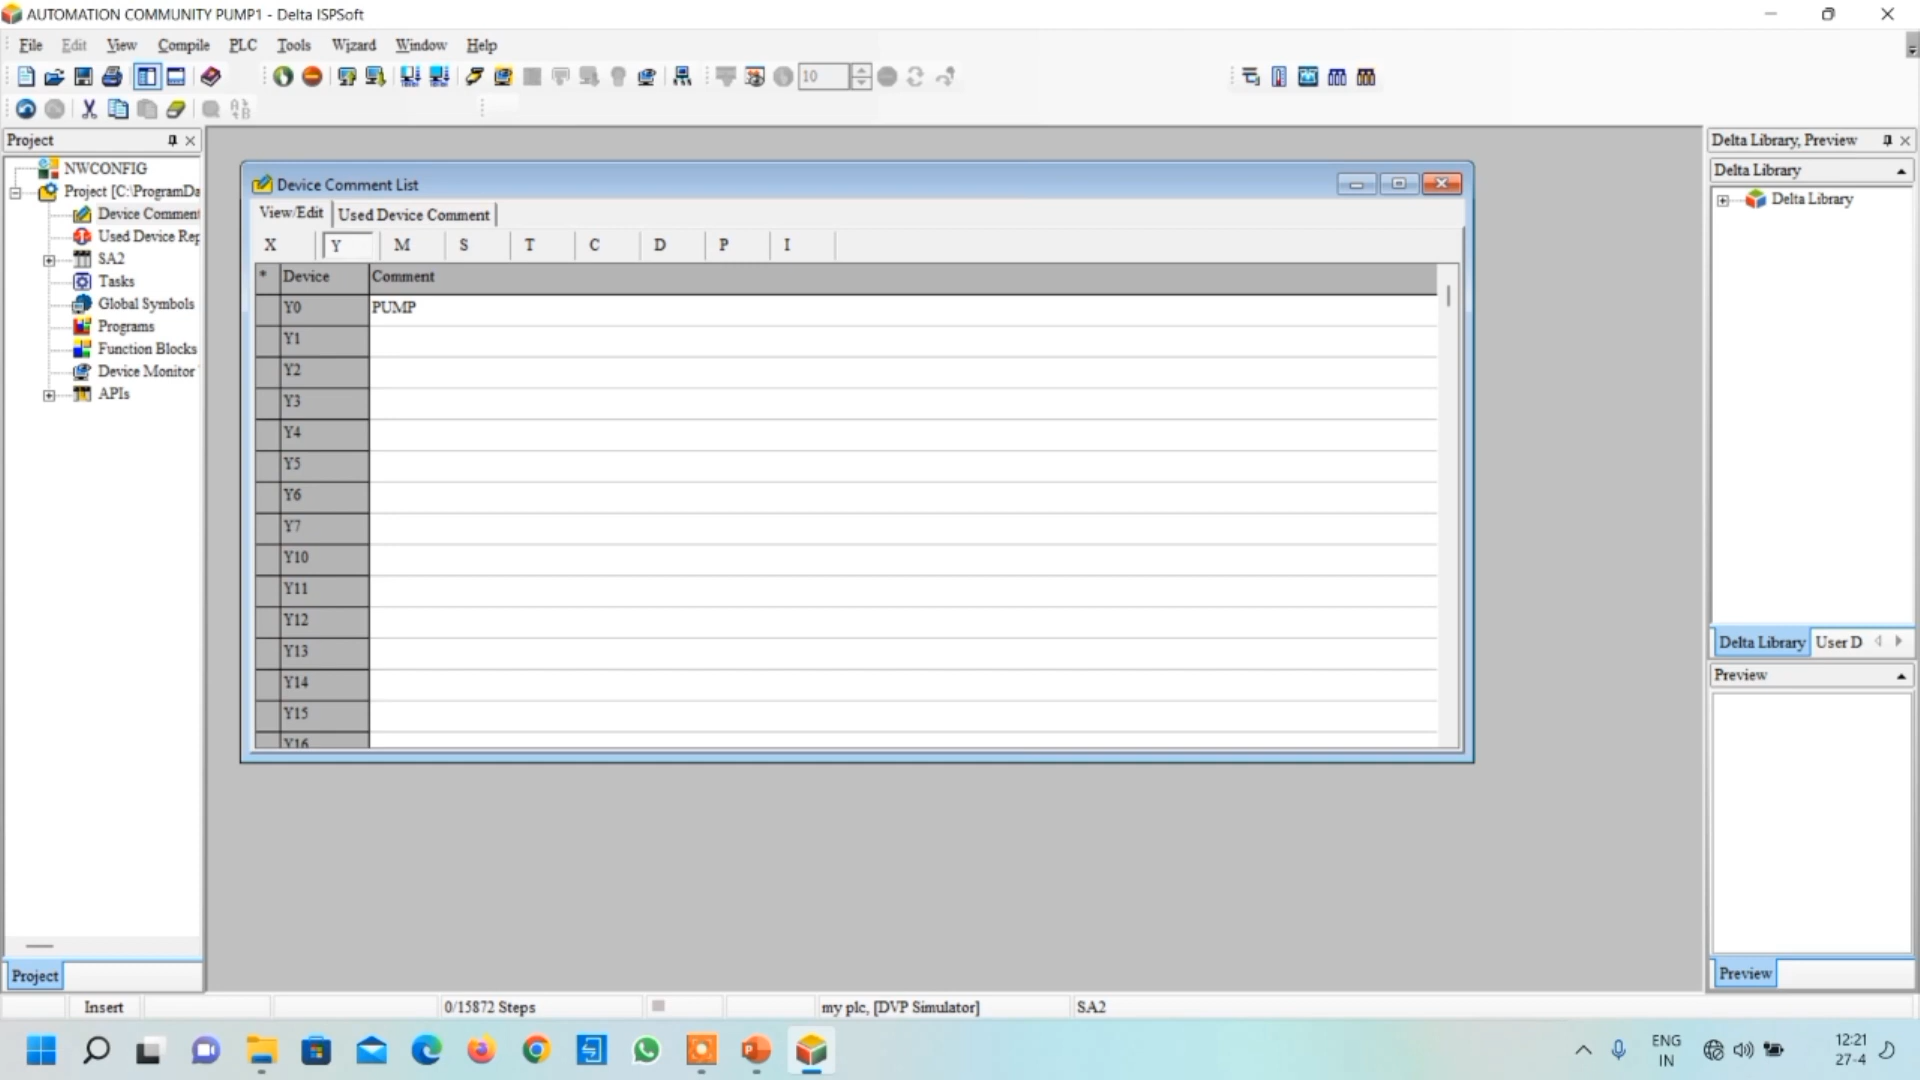 AUTOMATION COMMUNITY PUMP1 - Delta ISPSoft
File Edit View Compile PLC Tools Wizard Window Help
10
Project
NWCONFIG
Project [C:\ProgramDa
Device Comment
Used Device Rep
SA2
Tasks
Global Symbols
Programs
Function Blocks
Device Monitor
APIs
Project
Device Comment List
View/Edit Used Device Comment
X Y M S T C D P I
* Device Comment
Y0 PUMP
Y1
Y2
Y3
Y4
Y5
Y6
Y7
Y10
Y11
Y12
Y13
Y14
Y15
Y16
Delta Library, Preview
Delta Library
Delta Library
Delta Library User D
Preview
Preview
Insert 0/15872 Steps my plc, [DVP Simulator] SA2
ENG
IN
12:21
27-4